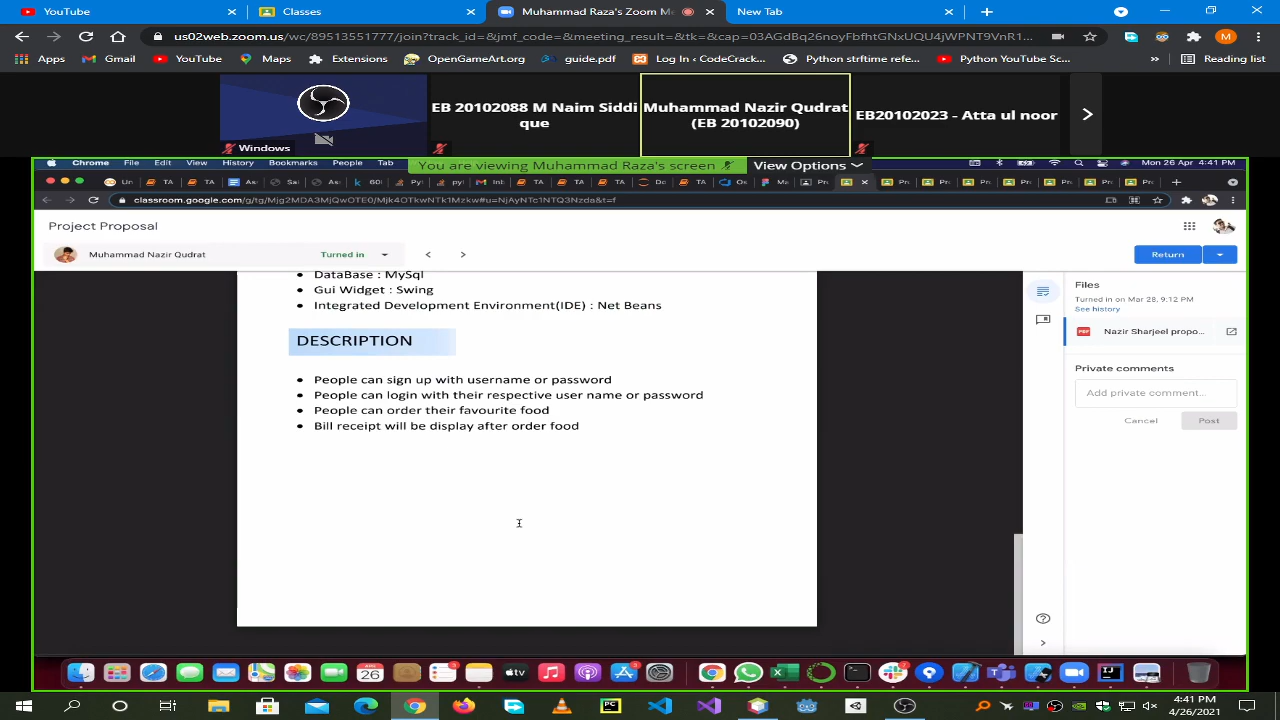 YouTube
Classes
Muhammad Raza's Zoom M
New Tab
us02web.zoom.us/wc/89513551777/join?track_id=&jmf_code=&meeting_result=&tk=&cap=03AGdBq26noyFbfhtGNxUQU4jWPNT9VnR1...
Apps
Gmail
YouTube
Maps
Extensions
OpenGameArt.org
guide.pdf
Log In ‹ CodeCrack...
Python strftime refe...
Python YouTube Sc...
»
Reading list
Windows
EB 20102088 M Naim Siddi
que
Muhammad Nazir Qudrat
(EB 20102090)
EB20102023 - Atta ul noor
Chrome File Edit View History Bookmarks People Tab
You are viewing Muhammad Raza's screen
View Options
Mon 26 Apr 4:41 PM
classroom.google.com/g/tg/Mjg2MDA3MjQwOTE0/Mjk4OTkwNTk1Mzkw#u=NjAyNTc1NTQ3Nzda&t=f
Project Proposal
Muhammad Nazir Qudrat
Turned in
Return
DataBase : MySql
Gui Widget : Swing
Integrated Development Environment(IDE) : Net Beans
DESCRIPTION
People can sign up with username or password
People can login with their respective user name or password
People can order their favourite food
Bill receipt will be display after order food
Files
Turned in on Mar 28, 9:12 PM
See history
PDF
Nazir Sharjeel propo...
Private comments
Add private comment...
Cancel
Post
26
tv
4:41 PM
4/26/2021